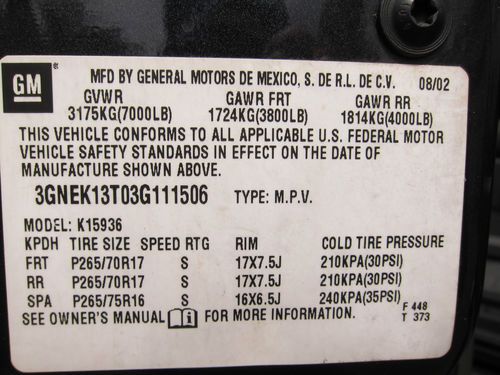 GM
MFD BY GENERAL MOTORS DE MEXICO, S. DE R.L. DE C.V. 08/02
GVWR GAWR FRT GAWR RR
3175KG(7000LB) 1724KG(3800LB) 1814KG(4000LB)
THIS VEHICLE CONFORMS TO ALL APPLICABLE U.S. FEDERAL MOTOR
VEHICLE SAFETY STANDARDS IN EFFECT ON THE DATE OF
MANUFACTURE SHOWN ABOVE.
3GNEK13T03G111506 TYPE: M.P.V.
MODEL: K15936
KPDH TIRE SIZE SPEED RTG RIM COLD TIRE PRESSURE
FRT P265/70R17 S 17X7.5J 210KPA(30PSI)
RR P265/70R17 S 17X7.5J 210KPA(30PSI)
SPA P265/75R16 S 16X6.5J 240KPA(35PSI)
SEE OWNER'S MANUAL i FOR MORE INFORMATION. F 448
T 373